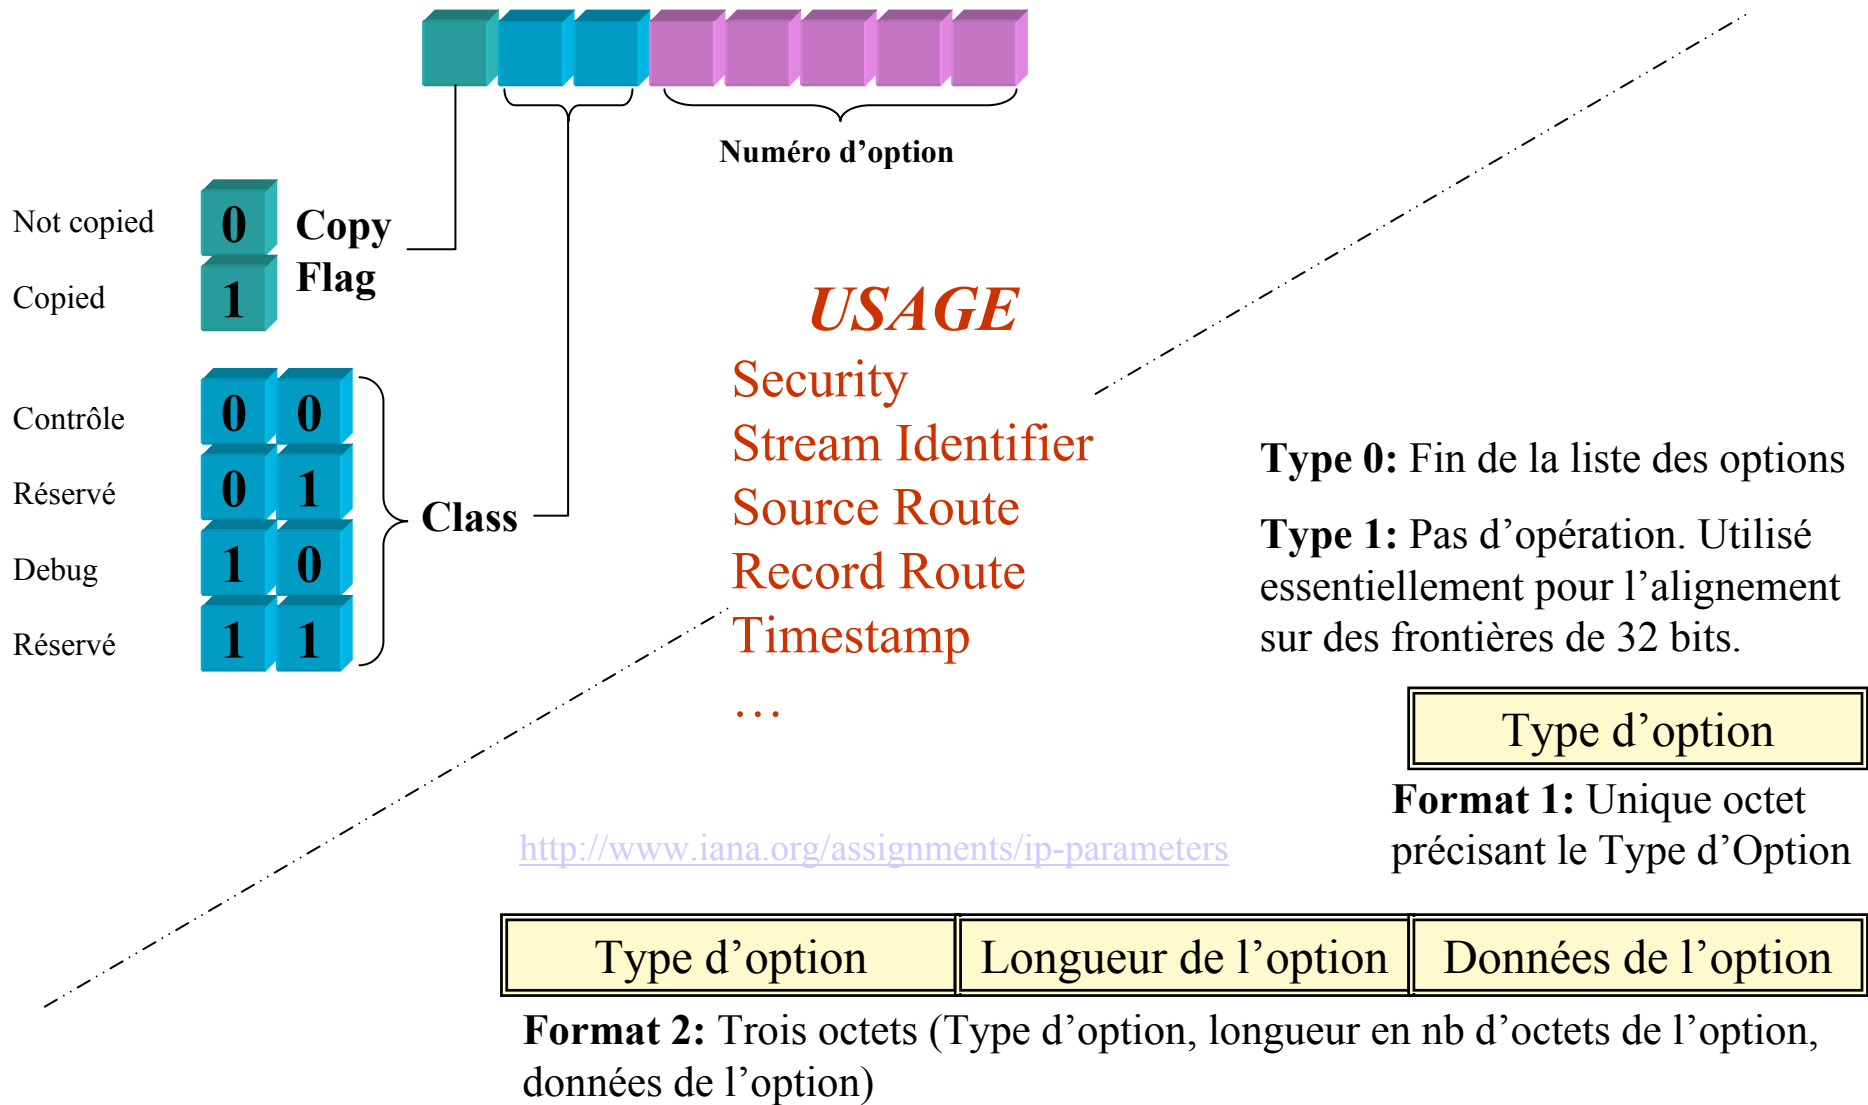 Numéro d’option
Not copied
0
Copy
Flag
Copied
1
USAGE
Security
Stream Identifier
Source Route
Record Route
Timestamp
…
Contrôle
0 0
Réservé
0 1
Class
Debug
1 0
Réservé
1 1
Type 0: Fin de la liste des options
Type 1: Pas d’opération. Utilisé
essentiellement pour l’alignement
sur des frontières de 32 bits.
Type d’option
Format 1: Unique octet
précisant le Type d’Option
http://www.iana.org/assignments/ip-parameters
Type d’option Longueur de l’option Données de l’option
Format 2: Trois octets (Type d’option, longueur en nb d’octets de l’option,
données de l’option)